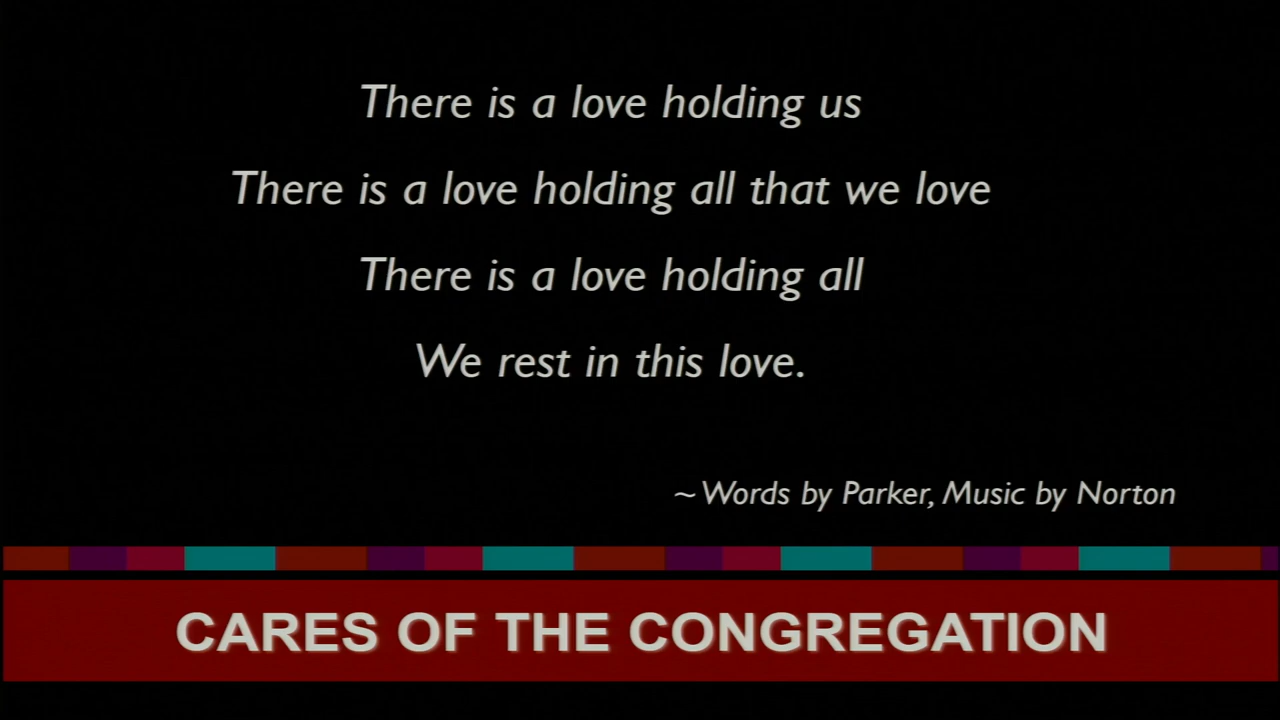 There is a love holding us
There is a love holding all that we love
There is a love holding all
We rest in this love.
~Words by Parker, Music by Norton
CARES OF THE CONGREGATION